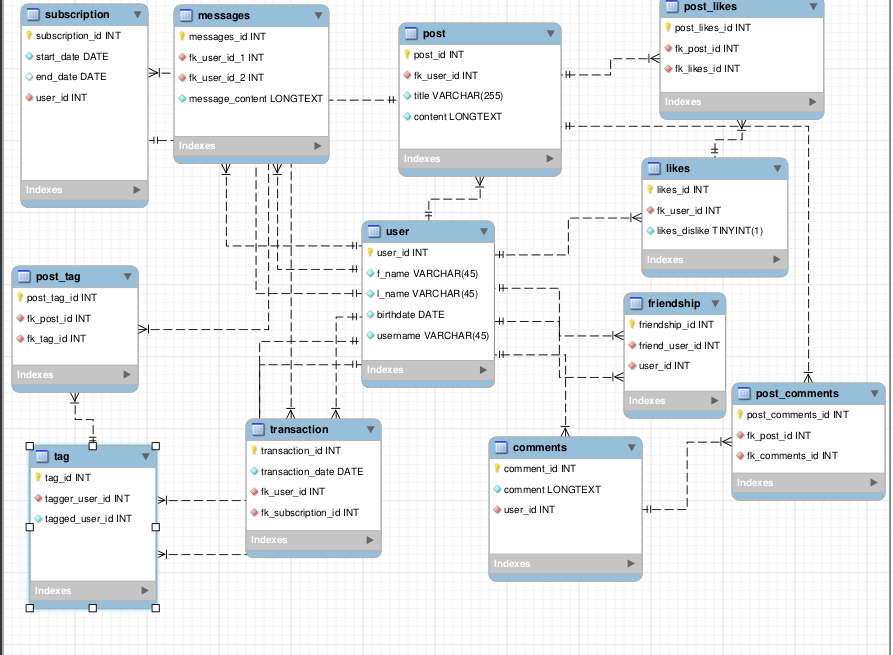 subscription
subscription_id INT
start_date DATE
end_date DATE
user_id INT
Indexes
messages
messages_id INT
fk_user_id_1 INT
fk_user_id_2 INT
message_content LONGTEXT
Indexes
post
post_id INT
fk_user_id INT
title VARCHAR(255)
content LONGTEXT
Indexes
post_likes
post_likes_id INT
fk_post_id INT
fk_likes_id INT
Indexes
likes
likes_id INT
fk_user_id INT
likes_dislike TINYINT(1)
Indexes
user
user_id INT
f_name VARCHAR(45)
l_name VARCHAR(45)
birthdate DATE
username VARCHAR(45)
Indexes
post_tag
post_tag_id INT
fk_post_id INT
fk_tag_id INT
Indexes
friendship
friendship_id INT
friend_user_id INT
user_id INT
Indexes
post_comments
post_comments_id INT
fk_post_id INT
fk_comments_id INT
Indexes
transaction
transaction_id INT
transaction_date DATE
fk_user_id INT
fk_subscription_id INT
Indexes
comments
comment_id INT
comment LONGTEXT
user_id INT
Indexes
tag
tag_id INT
tagger_user_id INT
tagged_user_id INT
Indexes